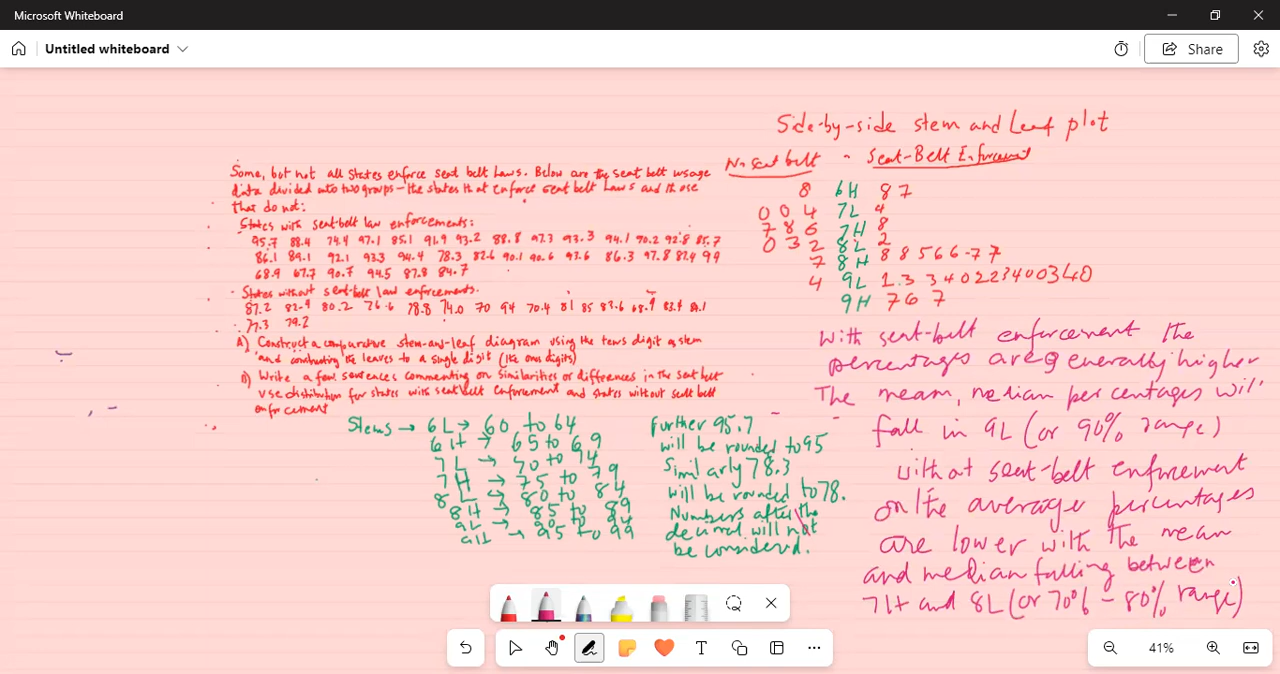 Microsoft Whiteboard
Untitled whiteboard
Share
Side-by-side stem and Leaf plot
Some, but not all States enforce seat belt Laws. Below are the seat belt usage
data divided into two groups - the states that enforce seat belt Laws and those
that do not:
States with seat-belt law enforcements:
95.7 88.4 74.4 97.1 85.1 91.9 93.2 88.8 97.3 93.3 94.1 90.2 92.8 85.7
86.1 89.1 92.1 93.3 94.4 78.3 82.6 90.1 90.6 93.6 86.3 97.8 82.4 99
68.9 67.7 90.7 94.5 87.8 84.7
- States without seat-belt law enforcements.
87.2 82.9 80.2 76.6 78.8 74.0 70 94 70.4 81 85 83.6 68.9 83.4 81.1
77.3 79.2
A) Construct a comparative stem-and-leaf diagram using the tens digit as stem
and constructing the leaves to a single digit (the ones digits)
B) Write a few sentences commenting on similarities or differences in the seat belt
use distribution for states with seat belt enforcement and states without seat belt
enforcement
No seat belt - Seat-Belt Enforcement
8 6H 8 7
0 0 4 7L 4
7 8 6 7H 8
0 3 2 8L 2
7 8H 8 8 5 6 6 - 7 7
4 9L 1.3 3 4 0 2 2 3 4 0 0 3 4 0
9H 7 6 7
Stems → 6L → 60 to 64
6H → 65 to 69
7L → 70 to 74
7H → 75 to 79
8L → 80 to 84
8H → 85 to 89
9L → 90 to 94
9H → 95 to 99
Further 95.7
will be rounded to 95
Similarly 78.3
will be rounded to 78.
Numbers after the
decimal will not
be considered.
With seat-belt enforcement the
percentages are generally higher
The mean, median percentages will
fall in 9L (or 90% range)
without seat-belt enforcement
on the average percentages
are lower with the mean
and median falling between
7H and 8L (or 70% - 80% range)
41%